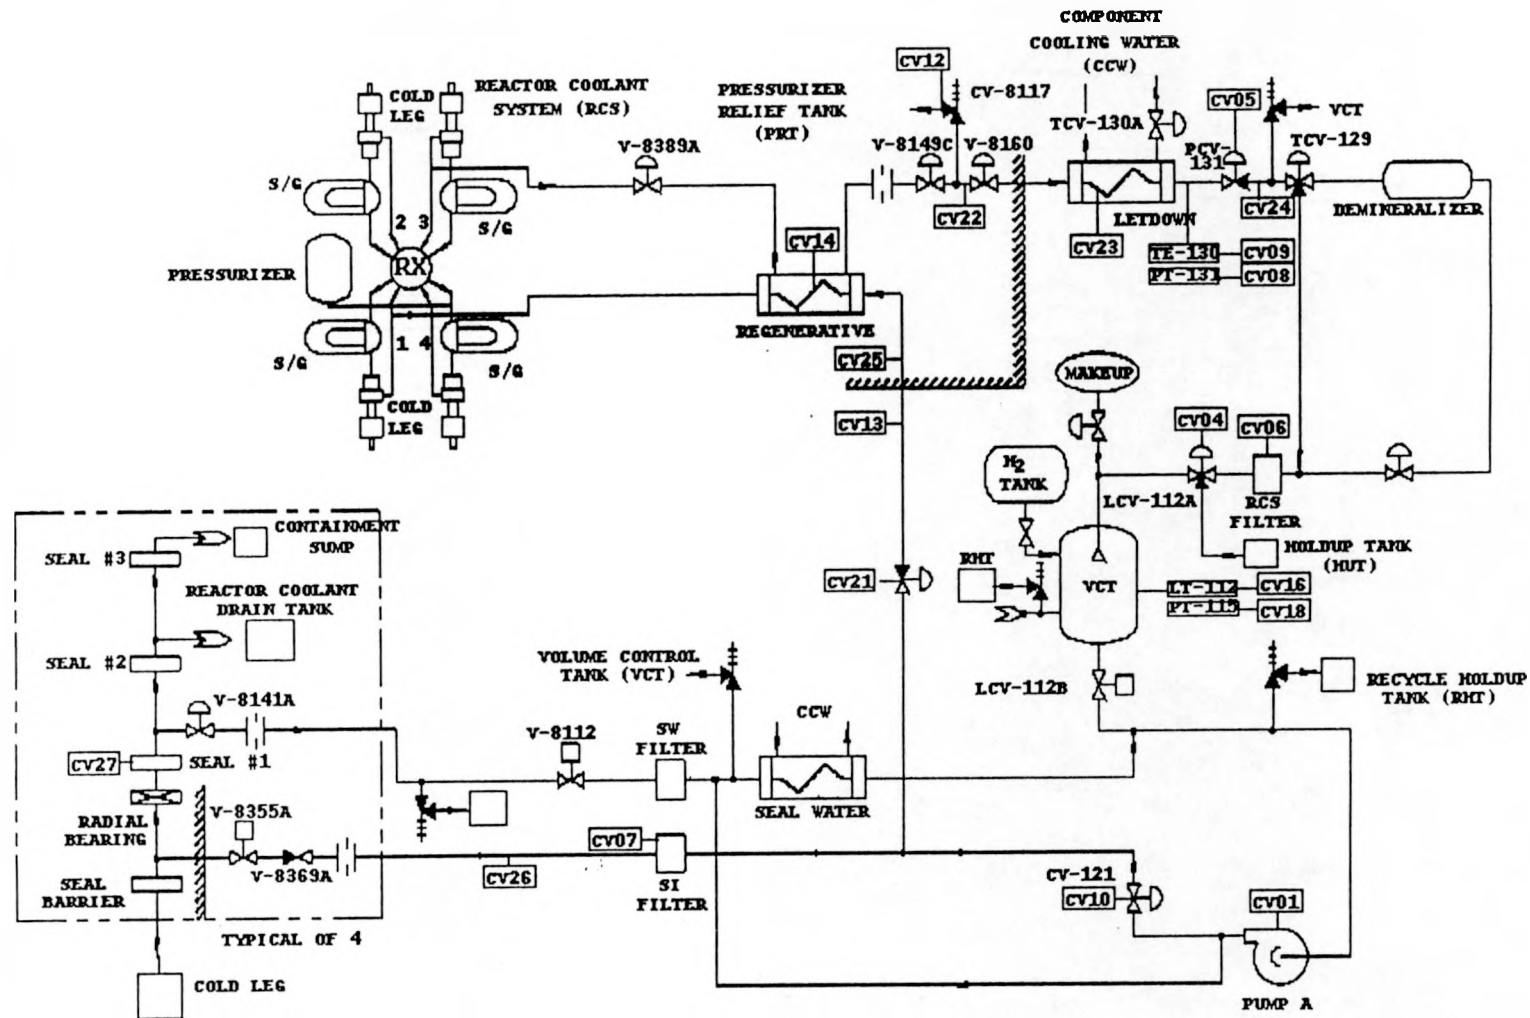 COMPONENT
COOLING WATER
(CCW)
CV12
CV-8117
REACTOR COOLANT
SYSTEM (RCS)
COLD
LEG
PRESSURIZER
RELIEF TANK
(PRT)
TCV-130A
CV05
VCT
TCV-129
PCV-
131
V-8389A
V-8149C
V-8160
S/G
S/G
2 3
CV22
CV24
LETDOWN
DEMINERALIZER
CV14
CV23
RX
PRESSURIZER
TE-130
CV09
PT-131
CV08
REGENERATIVE
1 4
S/G
S/G
CV25
MAKEUP
COLD
LEG
CV13
CV04
CV06
H2
TANK
LCV-112A
RCS
FILTER
CONTAINMENT
SUMP
SEAL #3
HOLDUP TANK
(HUT)
RHT
CV21
VCT
LT-112
CV16
PT-115
CV18
REACTOR COOLANT
DRAIN TANK
SEAL #2
VOLUME CONTROL
TANK (VCT)
LCV-112B
RECYCLE HOLDUP
TANK (RHT)
V-8141A
CCW
V-8112
SW
FILTER
CV27
SEAL #1
SEAL WATER
RADIAL
BEARING
V-8355A
CV07
V-8369A
CV26
SI
FILTER
SEAL
BARRIER
CV-121
CV10
CV01
TYPICAL OF 4
COLD LEG
PUMP A